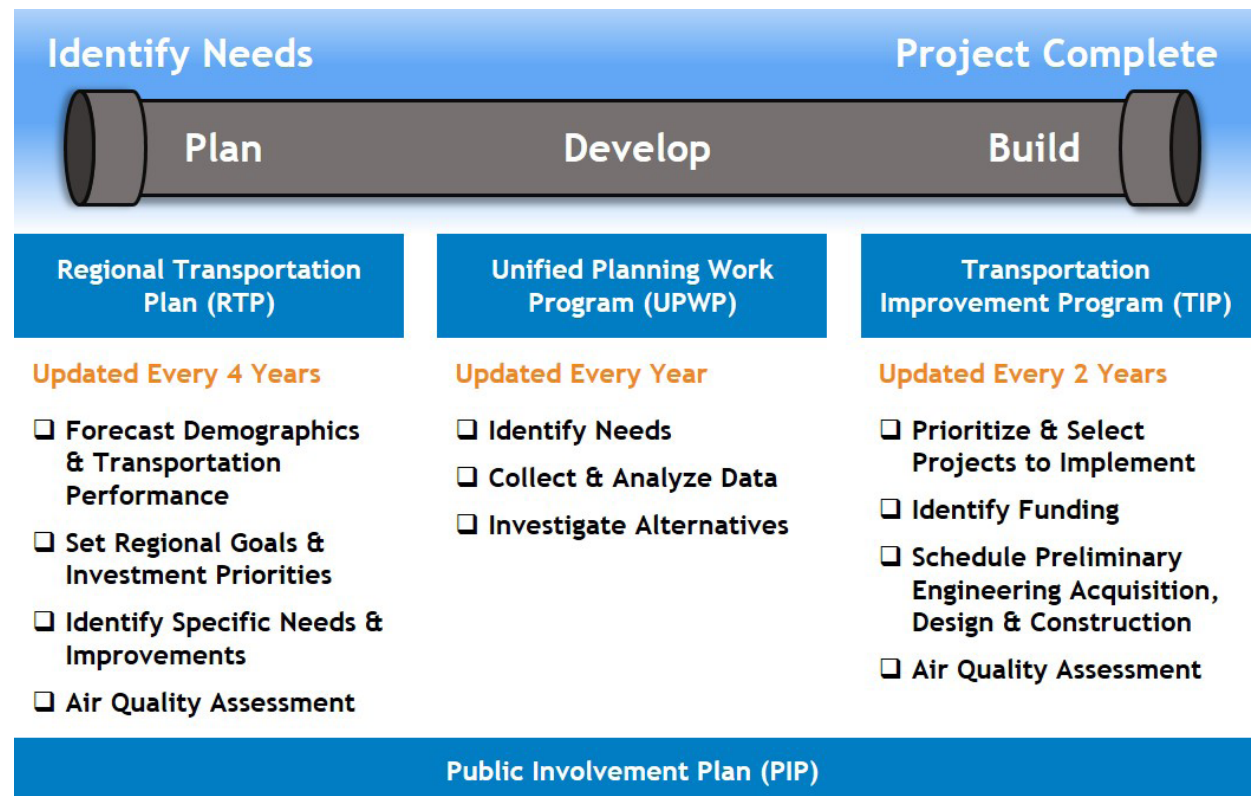 Identify Needs
Project Complete
Plan
Develop
Build
Regional Transportation
Plan (RTP)
Updated Every 4 Years
❑ Forecast Demographics
& Transportation
Performance
❑ Set Regional Goals &
Investment Priorities
❑ Identify Specific Needs &
Improvements
❑ Air Quality Assessment
Unified Planning Work
Program (UPWP)
Updated Every Year
❑ Identify Needs
❑ Collect & Analyze Data
❑ Investigate Alternatives
Transportation
Improvement Program (TIP)
Updated Every 2 Years
❑ Prioritize & Select
Projects to Implement
❑ Identify Funding
❑ Schedule Preliminary
Engineering Acquisition,
Design & Construction
❑ Air Quality Assessment
Public Involvement Plan (PIP)